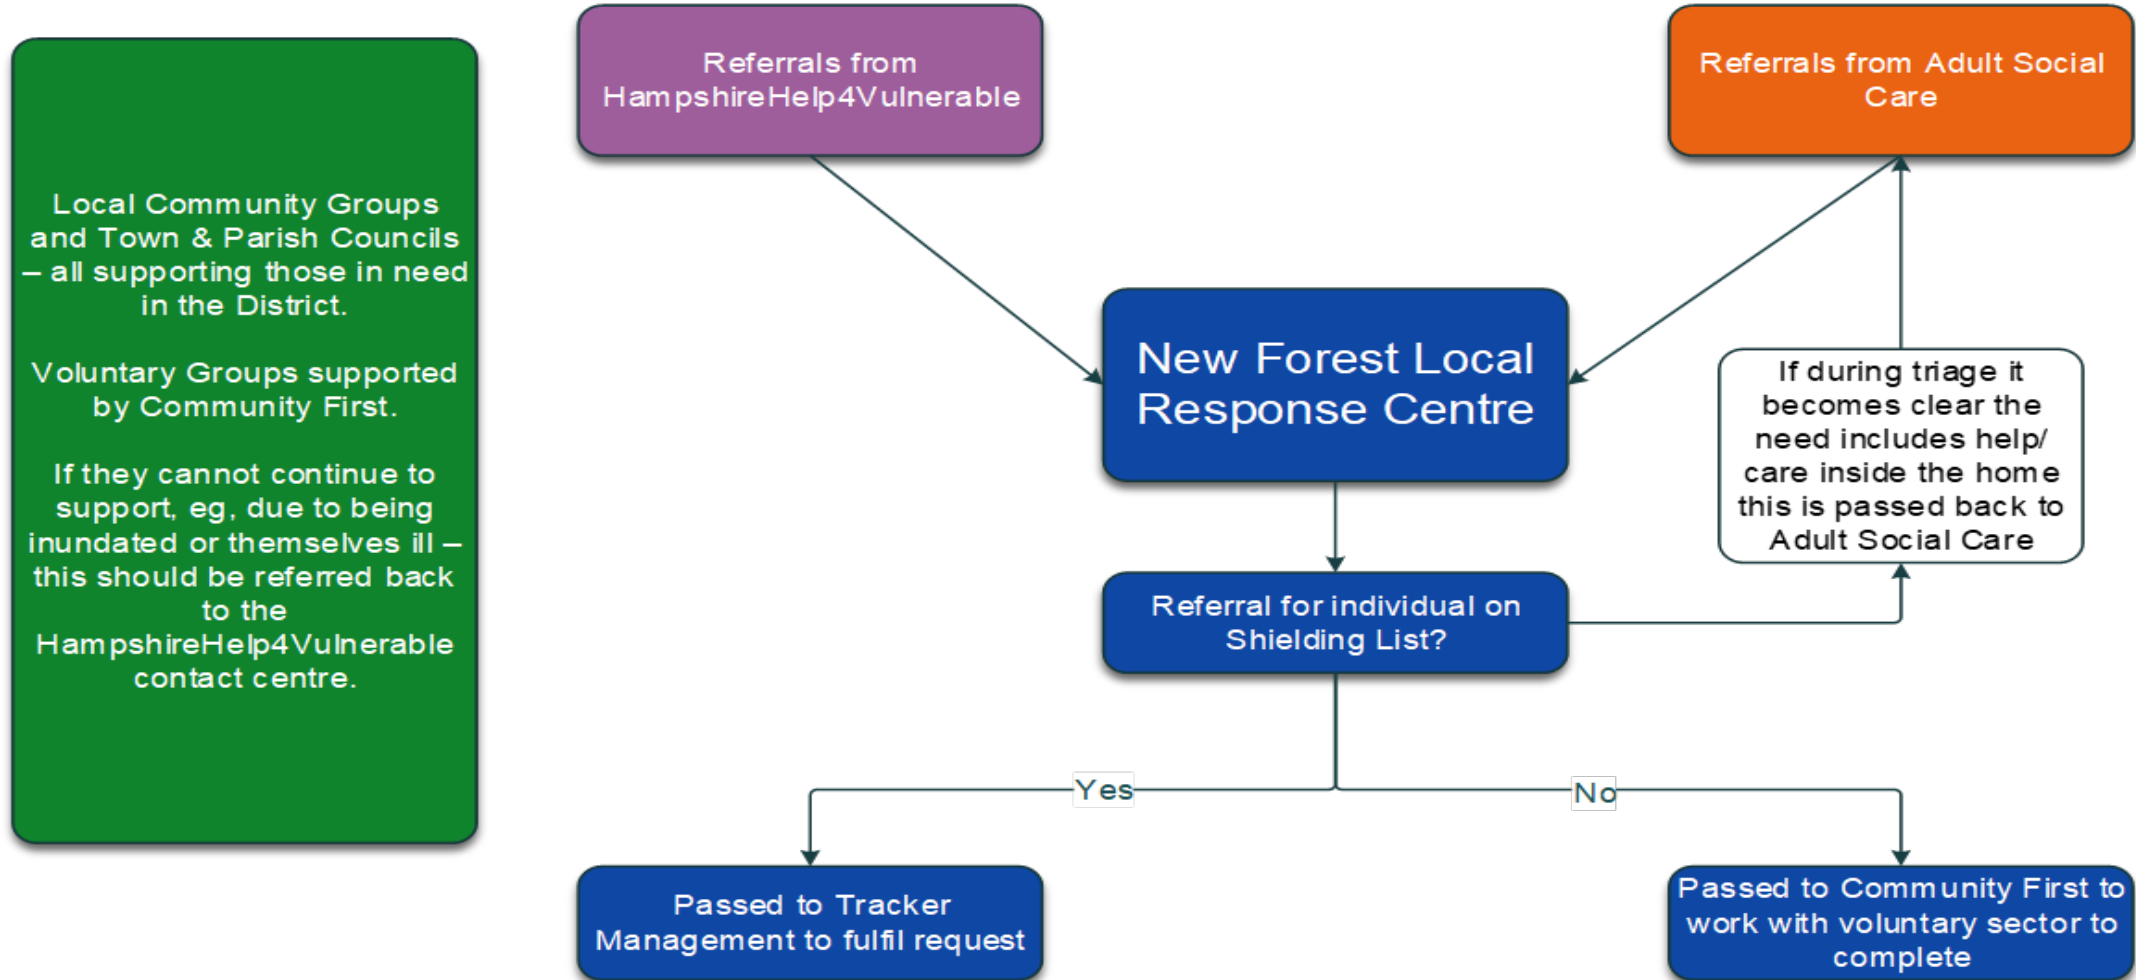 Local Community Groups
and Town & Parish Councils
– all supporting those in need
in the District.
Voluntary Groups supported
by Community First.
If they cannot continue to
support, eg, due to being
inundated or themselves ill –
this should be referred back
to the
HampshireHelp4Vulnerable
contact centre.
Referrals from
HampshireHelp4Vulnerable
Referrals from Adult Social
Care
New Forest Local
Response Centre
If during triage it
becomes clear the
need includes help/
care inside the home
this is passed back to
Adult Social Care
Referral for individual on
Shielding List?
Yes
No
Passed to Tracker
Management to fulfil request
Passed to Community First to
work with voluntary sector to
complete